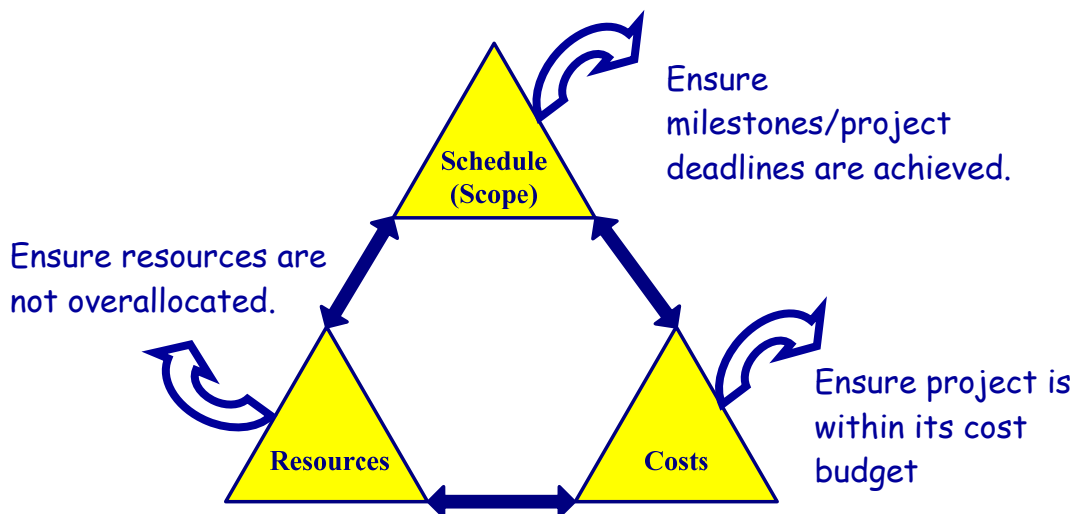 Ensure
milestones/project
deadlines are achieved.
Schedule
(Scope)
Ensure resources are
not overallocated.
Ensure project is
within its cost
budget
Resources
Costs